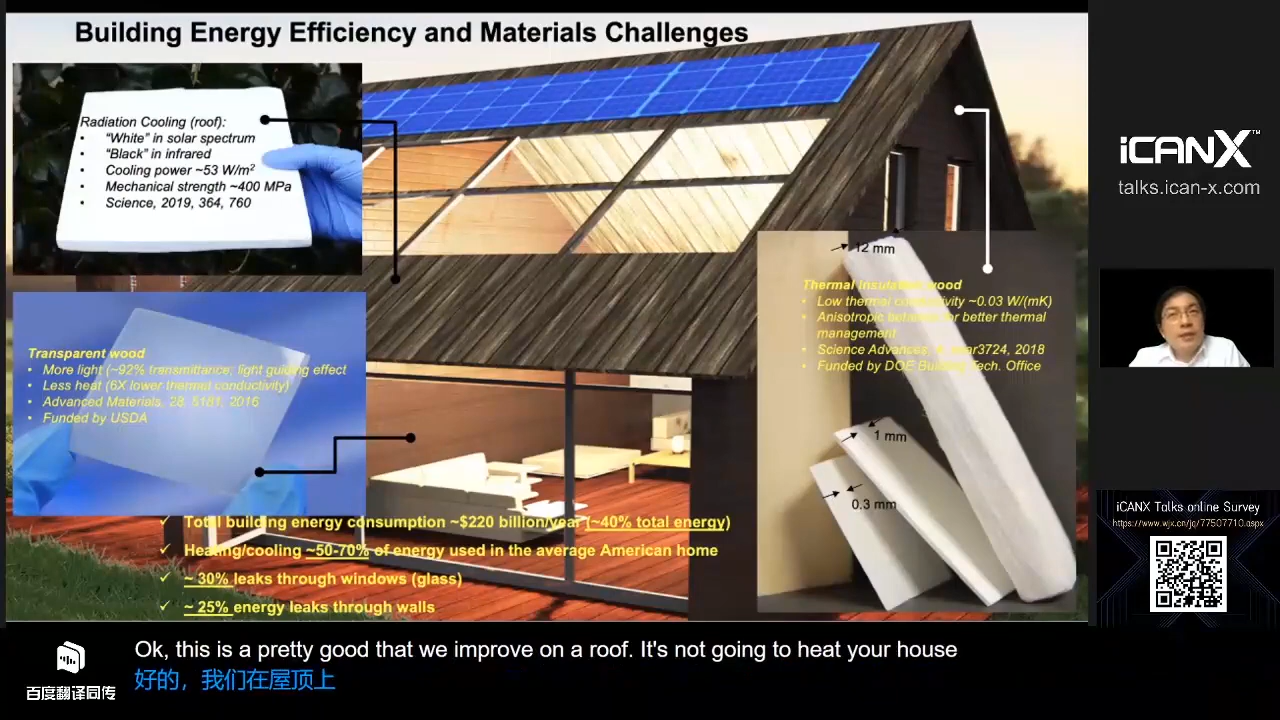 Building Energy Efficiency and Materials Challenges
Radiation Cooling (roof):
• “White” in solar spectrum
• “Black” in infrared
• Cooling power ~53 W/m²
• Mechanical strength ~400 MPa
• Science, 2019, 364, 760
Transparent wood
• More light (~92% transmittance; light guiding effect
• Less heat (6X lower thermal conductivity)
• Advanced Materials, 28, 5181, 2016
• Funded by USDA
12 mm
Thermal Insulation wood
• Low thermal conductivity ~0.03 W/(mK)
• Anisotropic for better thermal
management
• Science Advances, aar3724, 2018
• Funded by DOE Building Tech. Office
1 mm
0.3 mm
✓ Total building energy consumption ~$220 billion/year (~40% total energy)
✓ Heating/cooling ~50-70% of energy used in the average American home
✓ ~ 30% leaks through windows (glass)
✓ ~ 25% energy leaks through walls
iCANX™
talks.ican-x.com
iCANX Talks online Survey
https://www.wjx.cn/jq/77507710.aspx
百度翻译同传
Ok, this is a pretty good that we improve on a roof. It's not going to heat your house
好的，我们在屋顶上